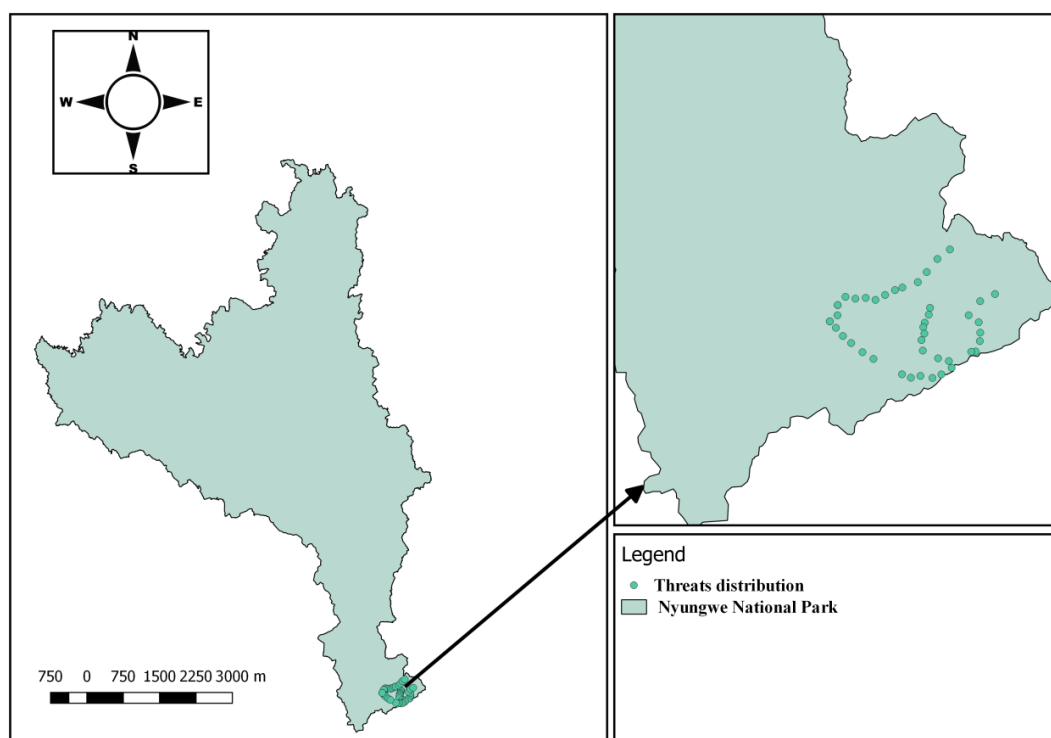 N
W E
S
750 0 750 1500 2250 3000 m
Legend
Threats distribution
Nyungwe National Park